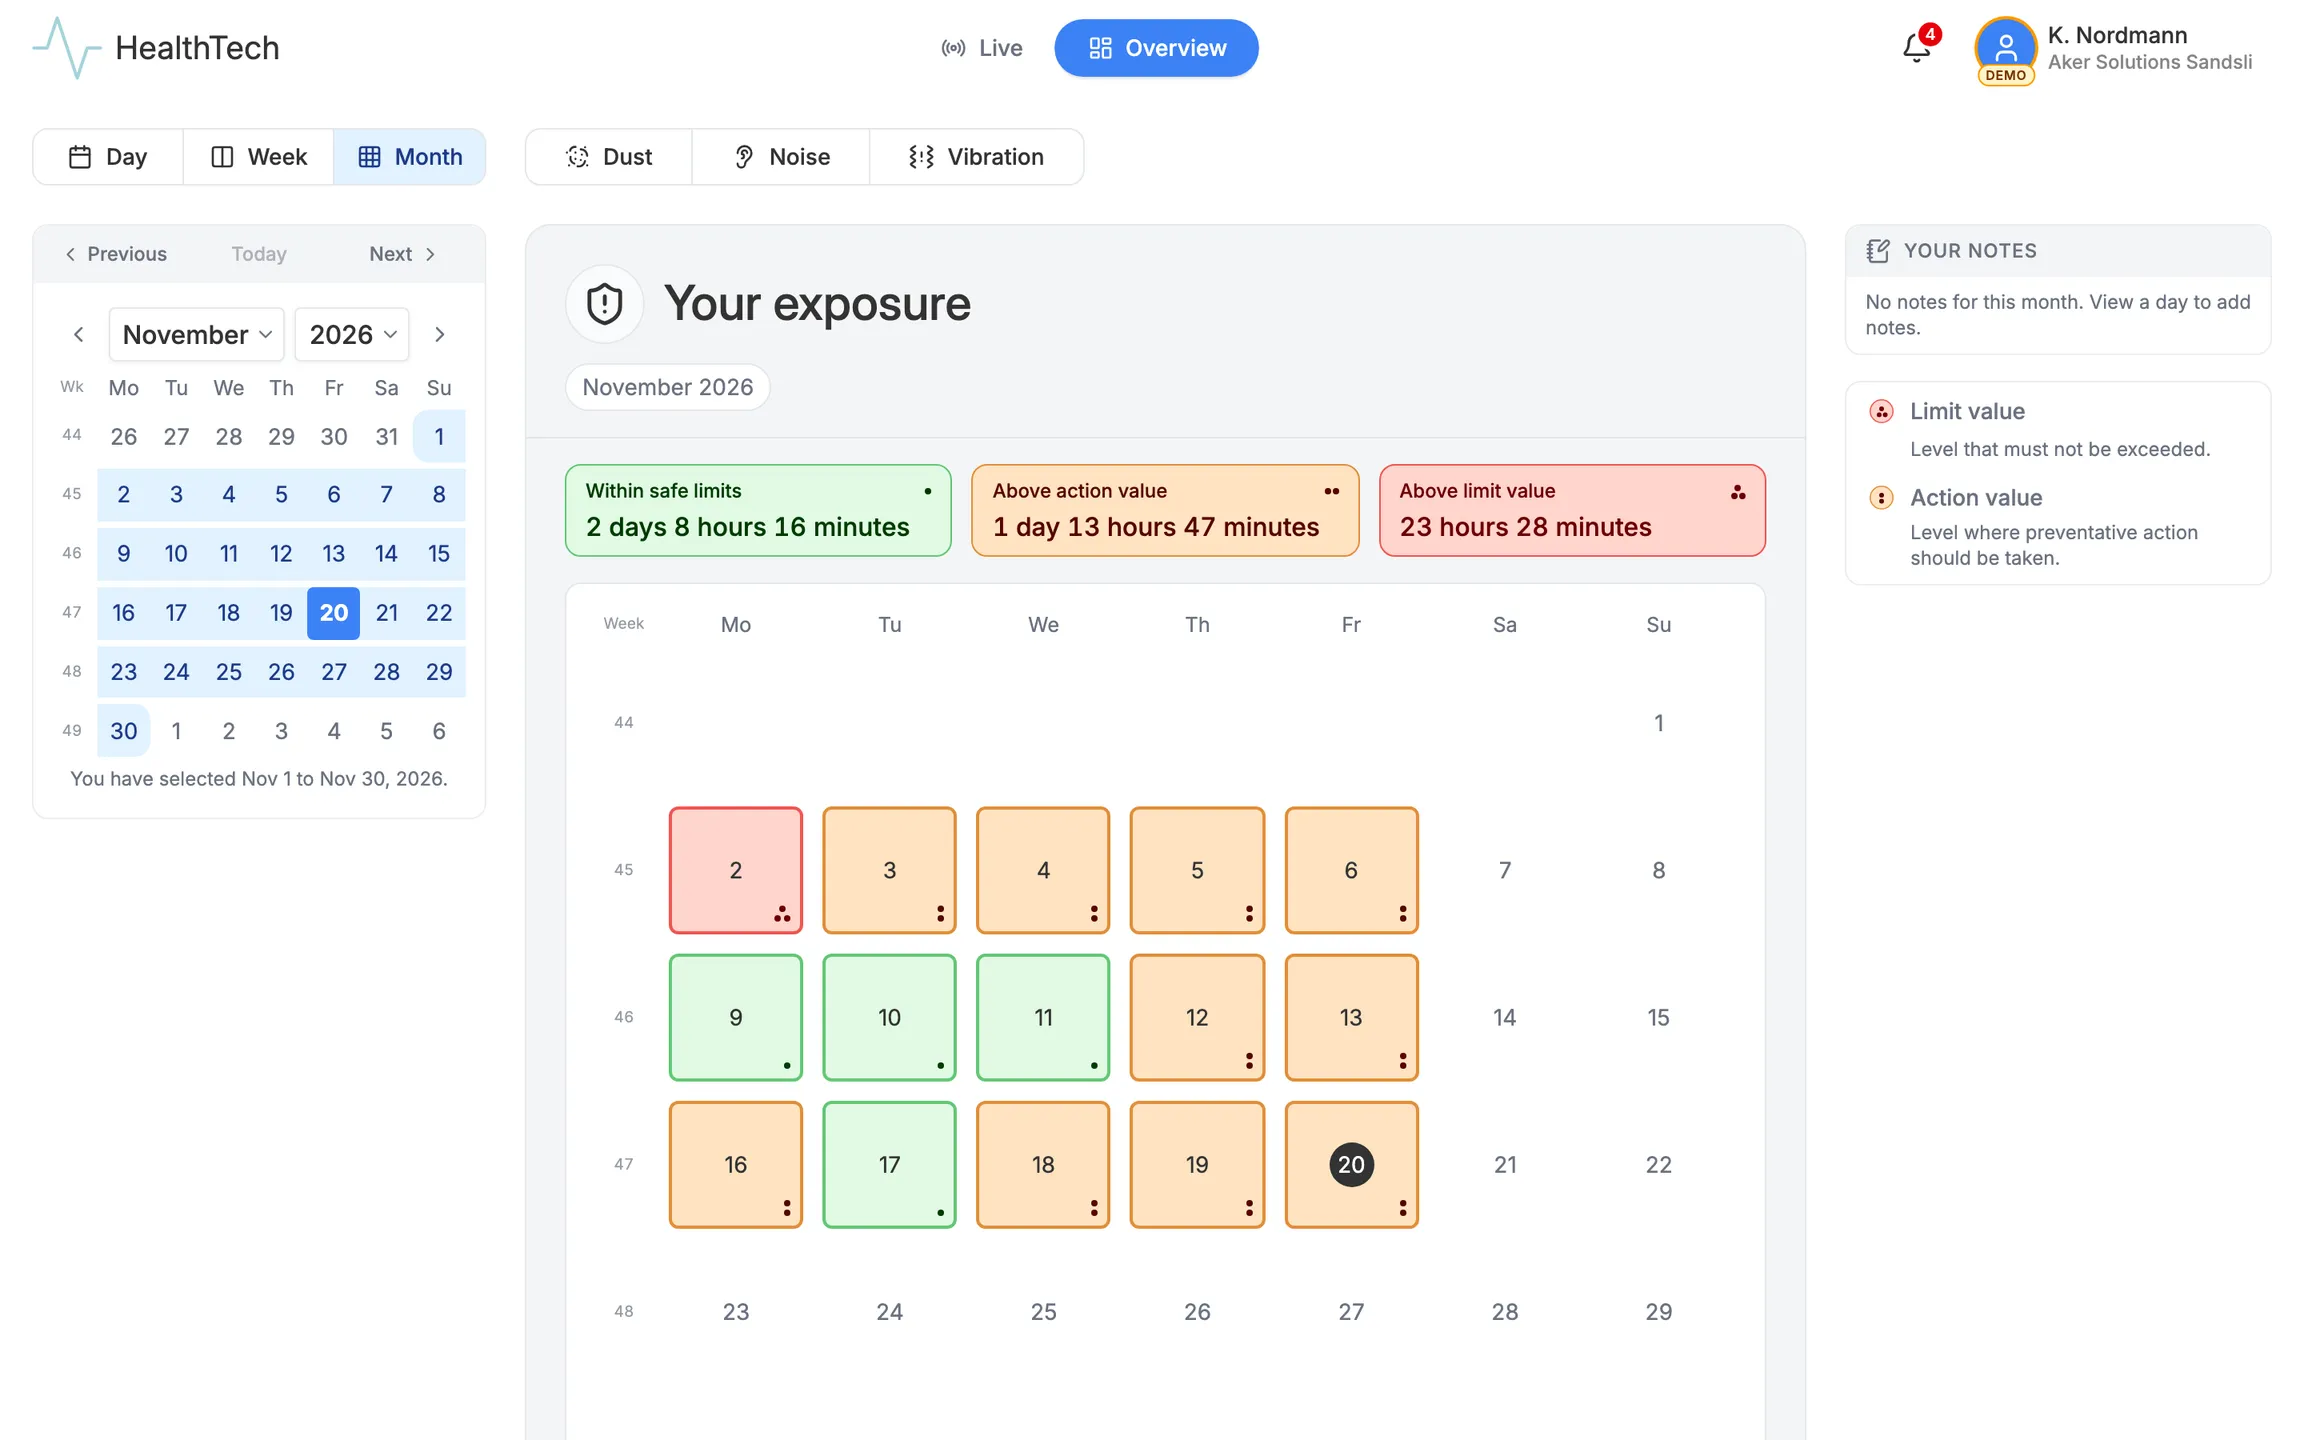 HealthTech
Live
Overview
4
DEMO
K. Nordmann
Aker Solutions Sandsli
Day
Week
Month
Dust
Noise
Vibration
Previous
Today
Next
November
2026
Wk Mo Tu We Th Fr Sa Su
44 26 27 28 29 30 31 1
45 2 3 4 5 6 7 8
46 9 10 11 12 13 14 15
47 16 17 18 19 20 21 22
48 23 24 25 26 27 28 29
49 30 1 2 3 4 5 6
You have selected Nov 1 to Nov 30, 2026.
Your exposure
November 2026
Within safe limits
2 days 8 hours 16 minutes
Above action value
1 day 13 hours 47 minutes
Above limit value
23 hours 28 minutes
Week Mo Tu We Th Fr Sa Su
44 1
45 2 3 4 5 6 7 8
46 9 10 11 12 13 14 15
47 16 17 18 19 20 21 22
48 23 24 25 26 27 28 29
YOUR NOTES
No notes for this month. View a day to add
notes.
Limit value
Level that must not be exceeded.
Action value
Level where preventative action
should be taken.